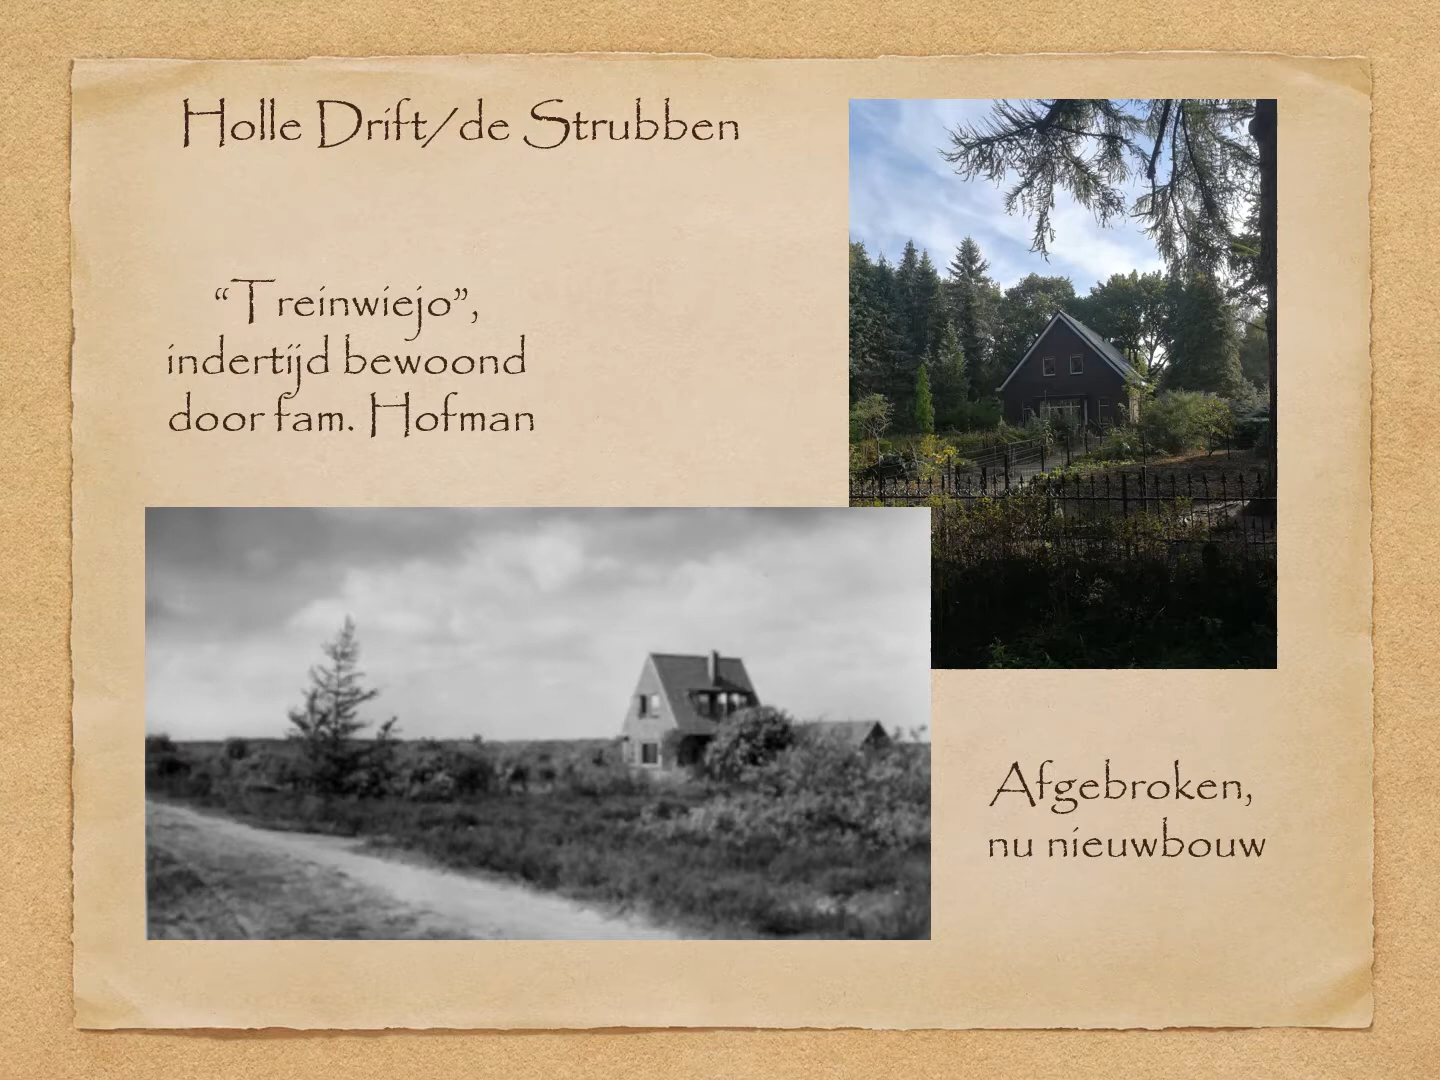 Holle Drift/de Strubben
“Treinwiejo”,
indertijd bewoond
door fam. Hofman
Afgebroken,
nu nieuwbouw